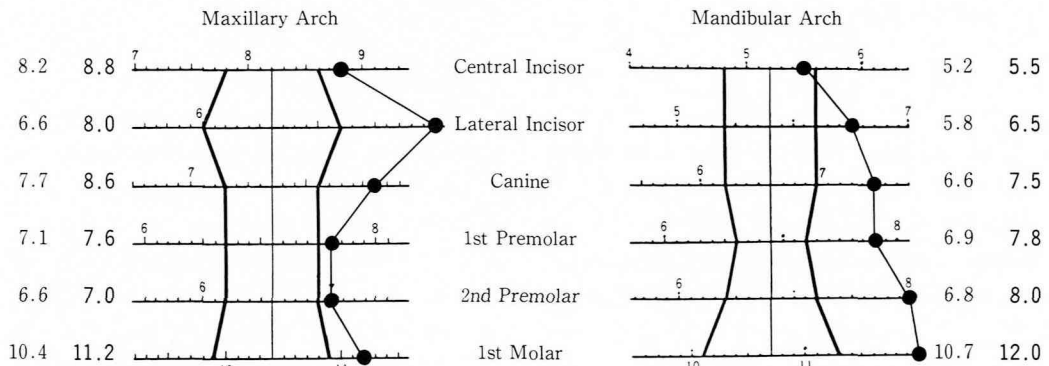 Maxillary Arch Mandibular Arch
7 8 9 4 5 6
8.2 8.8 Central Incisor 5.2 5.5
6 5 7
6.6 8.0 Lateral Incisor 5.8 6.5
7 6 7
7.7 8.6 Canine 6.6 7.5
6 8 6 8
7.1 7.6 1st Premolar 6.9 7.8
6 6 8
6.6 7.0 2nd Premolar 6.8 8.0
10.4 11.2 1st Molar 10.7 12.0
10 11 10 11